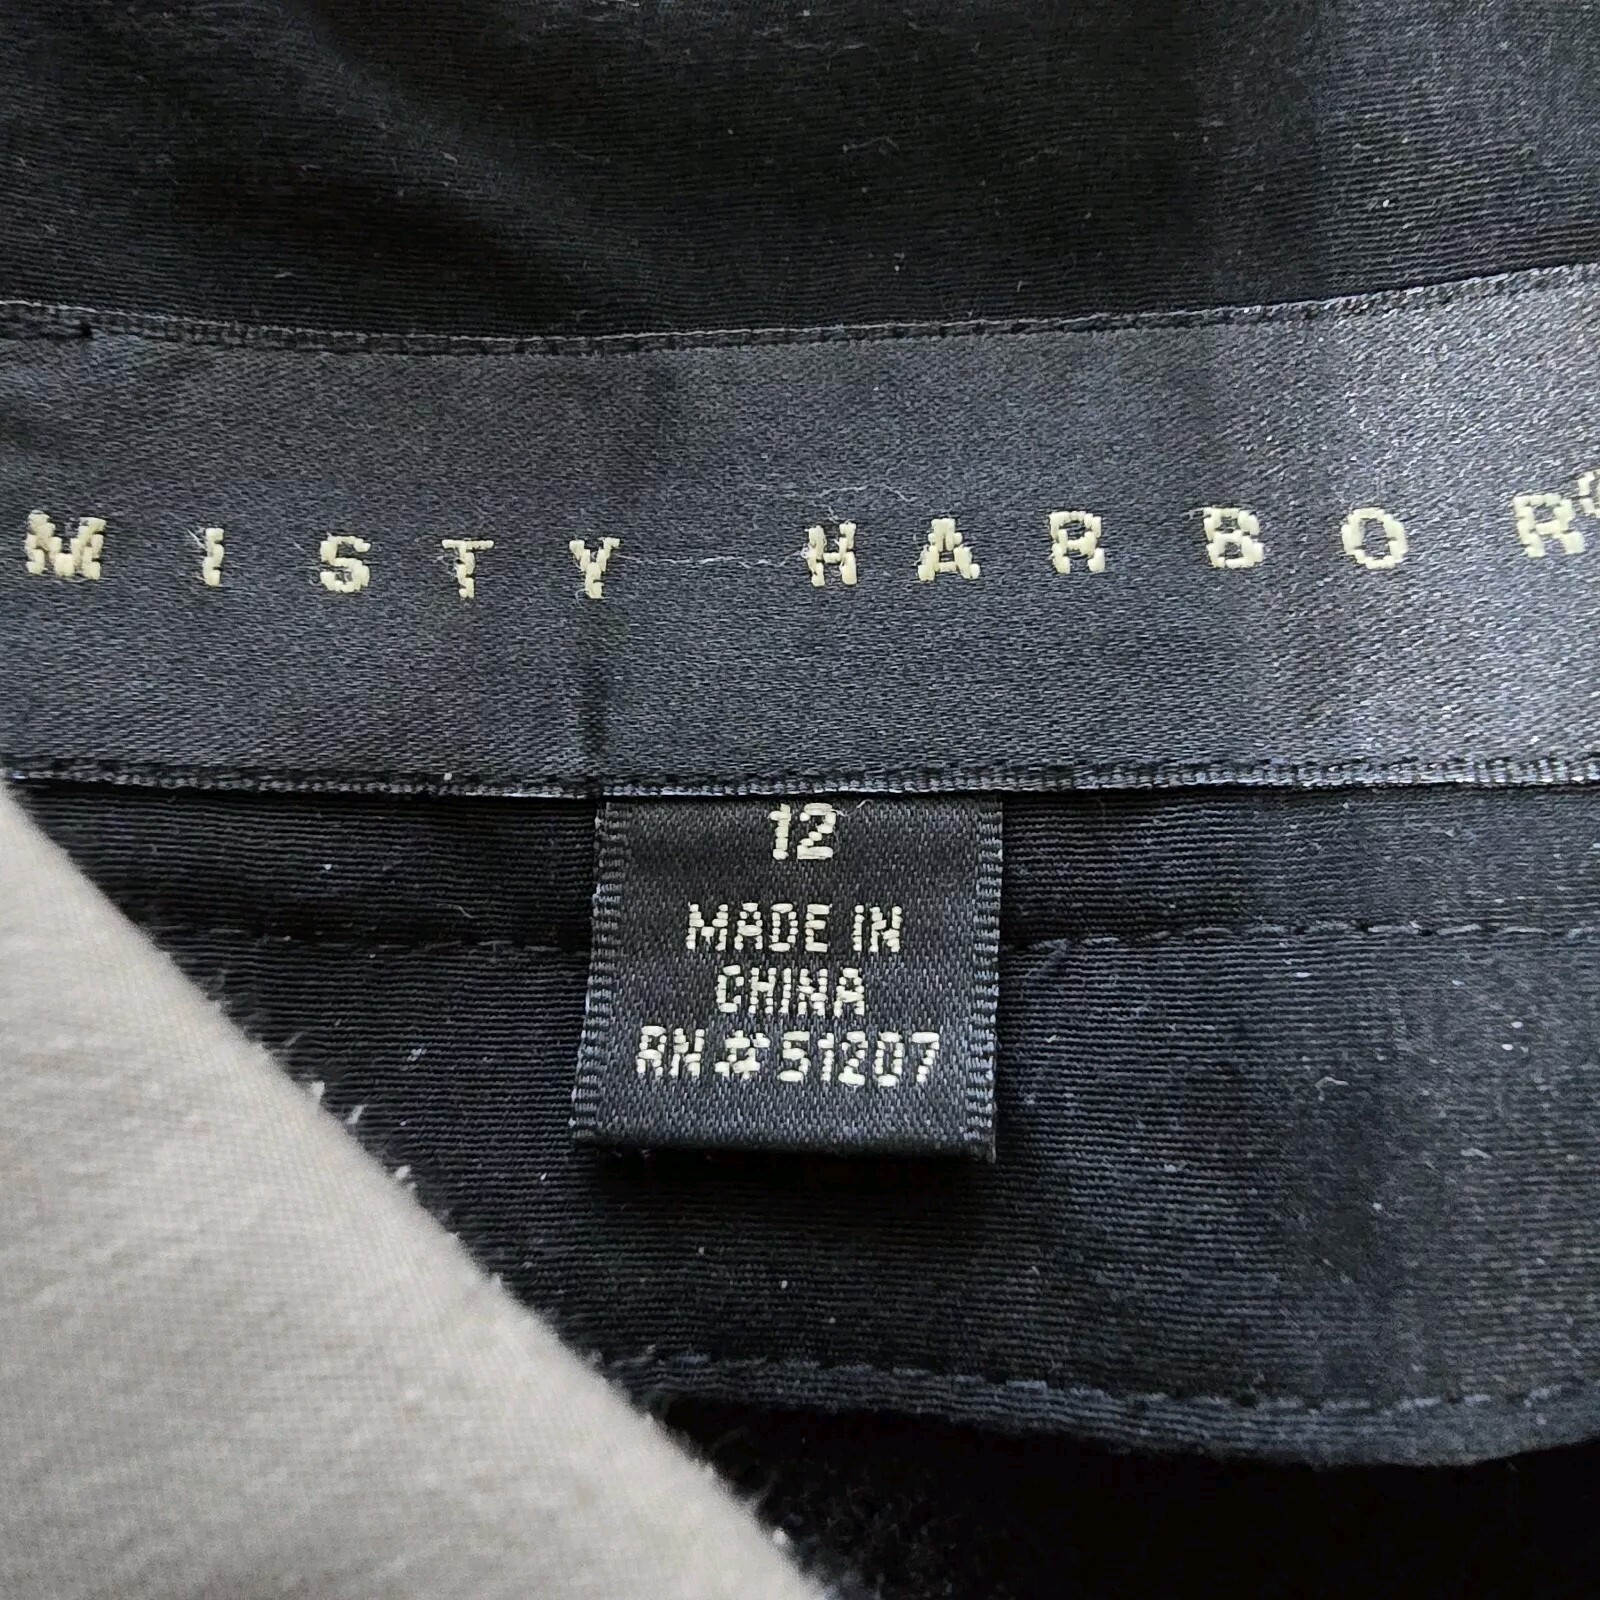 MISTY HARBOR®
12
MADE IN
CHINA
RN #51207